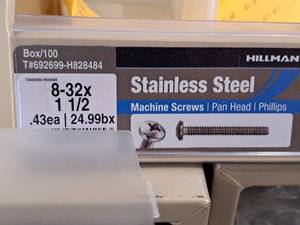 Box/100
T#692699-H828484
HILLMAN
8-32x
1 1/2
.43ea | 24.99bx
Stainless Steel
Machine Screws | Pan Head | Phillips